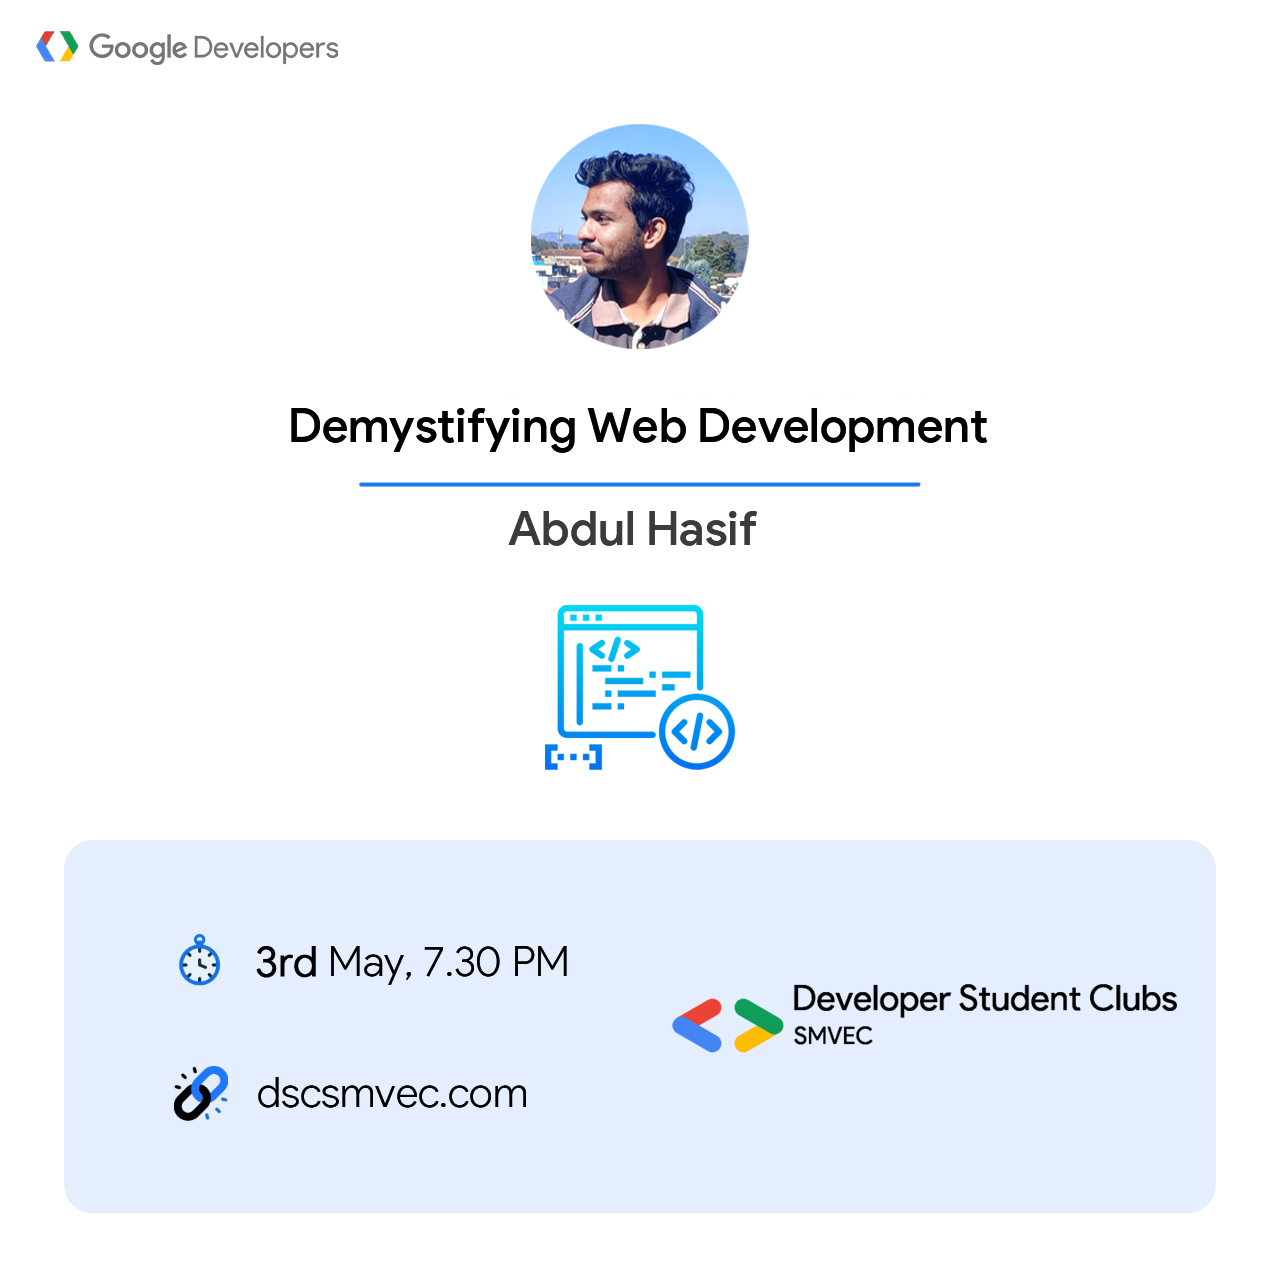 Google Developers
Demystifying Web Development
Abdul Hasif
3rd May, 7.30 PM
dscsmvec.com
Developer Student Clubs
SMVEC